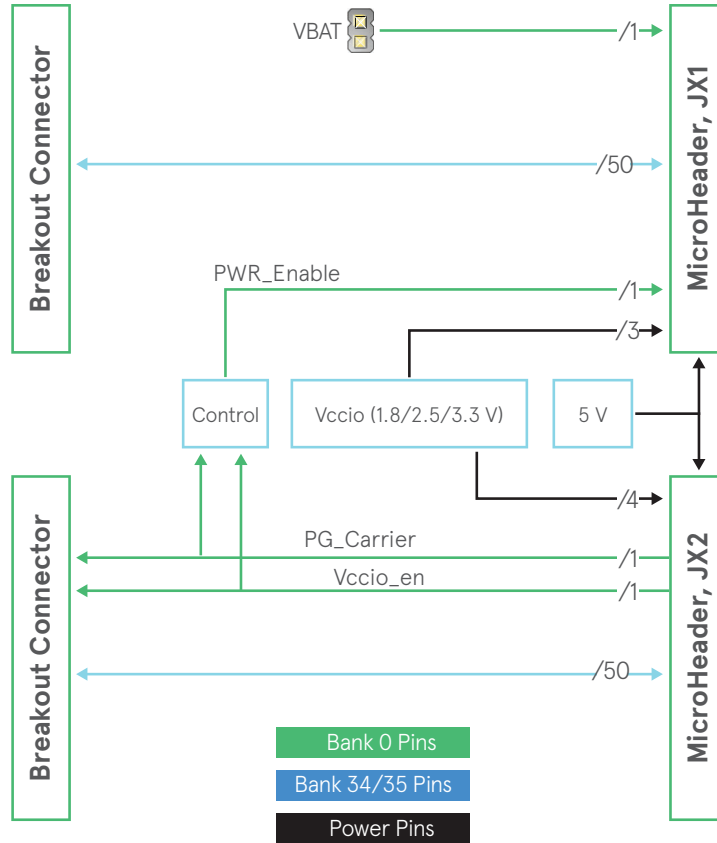 VBAT
/1
Breakout Connector
MicroHeader, JX1
/50
PWR_Enable
/1
/3
Control
Vccio (1.8/2.5/3.3 V)
5 V
/4
Breakout Connector
MicroHeader, JX2
PG_Carrier
/1
Vccio_en
/1
/50
Bank 0 Pins
Bank 34/35 Pins
Power Pins